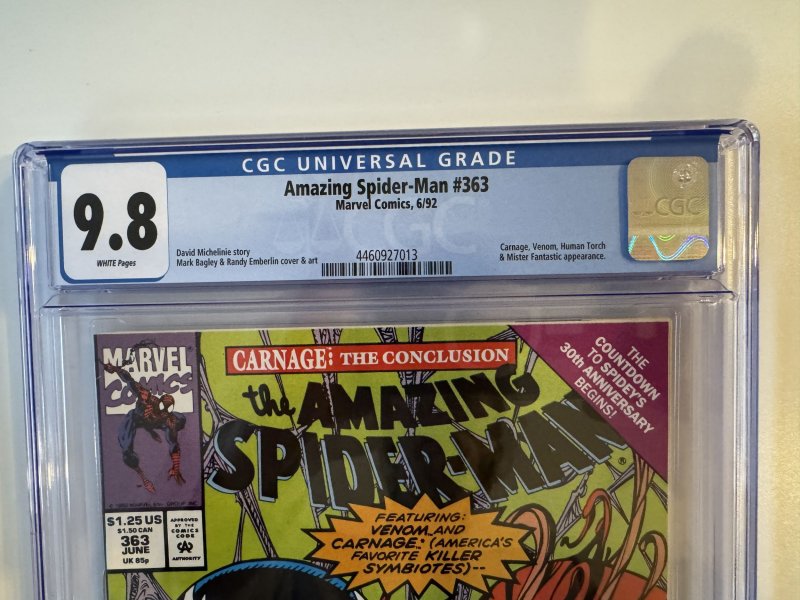 CGC UNIVERSAL GRADE
9.8
WHITE Pages
Amazing Spider-Man #363
Marvel Comics, 6/92
David Michelinie story
Mark Bagley & Randy Emberlin cover & art
4460927013
Carnage, Venom, Human Torch
& Mister Fantastic appearance.
CGC
CGC
MARVEL
COMICS
CARNAGE: THE CONCLUSION
THE
COUNTDOWN
TO SPIDEY'S
30th ANNIVERSARY
BEGINS!
the AMAZING
SPIDER-MAN
®
$1.25 US
$1.50 CAN
363
JUNE
UK 85p
APPROVED
BY THE
COMICS
CODE
CA
AUTHORITY
FEATURING:
VENOM AND
CARNAGE; (AMERICA'S
FAVORITE KILLER
SYMBIOTES)--